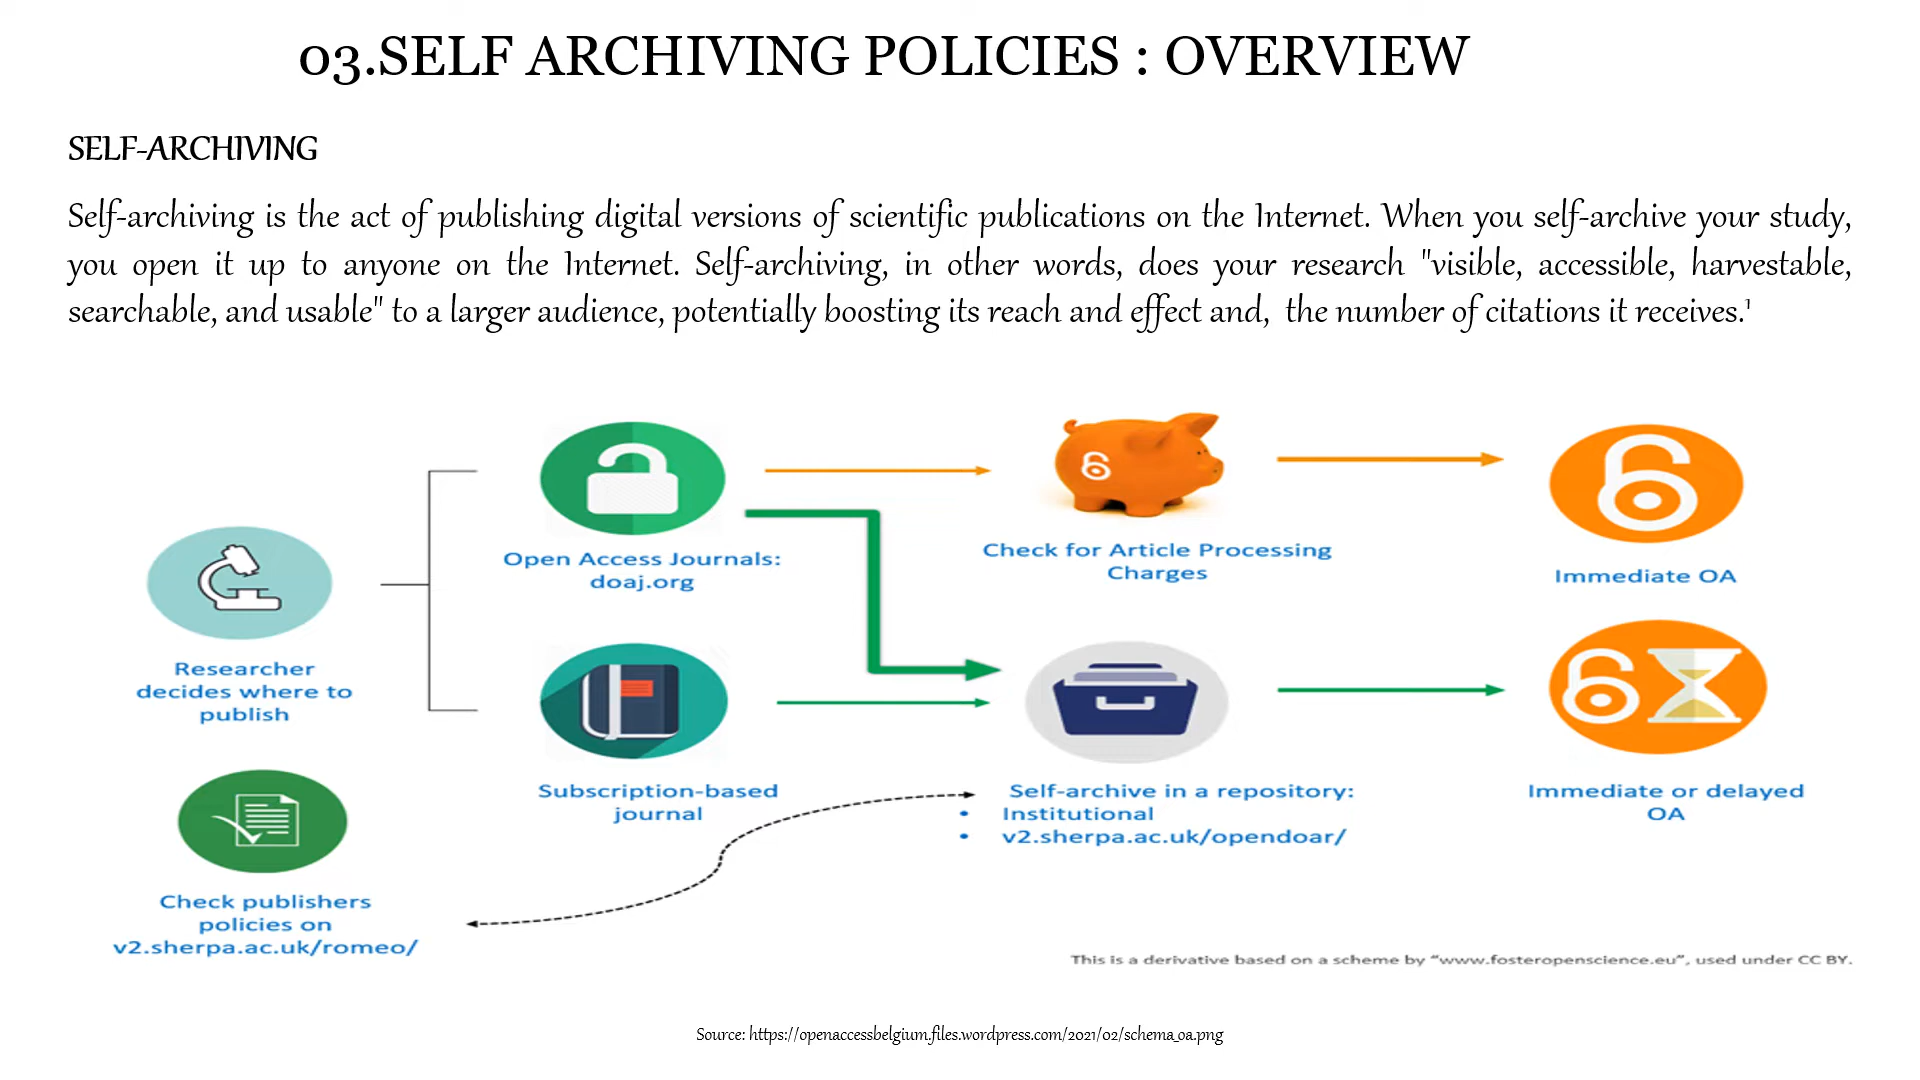 03.SELF ARCHIVING POLICIES : OVERVIEW
SELF-ARCHIVING
Self-archiving is the act of publishing digital versions of scientific publications on the Internet. When you self-archive your study,
you open it up to anyone on the Internet. Self-archiving, in other words, does your research "visible, accessible, harvestable,
searchable, and usable" to a larger audience, potentially boosting its reach and effect and, the number of citations it receives.¹
Open Access Journals:
doaj.org
Check for Article Processing
Charges
Immediate OA
Researcher
decides where to
publish
Subscription-based
journal
Self-archive in a repository:
• Institutional
• v2.sherpa.ac.uk/opendoar/
Immediate or delayed
OA
Check publishers
policies on
v2.sherpa.ac.uk/romeo/
This is a derivative based on a scheme by “www.fosteropenscience.eu”, used under CC BY.
Source: https://openaccessbelgium.files.wordpress.com/2021/02/schema_oa.png